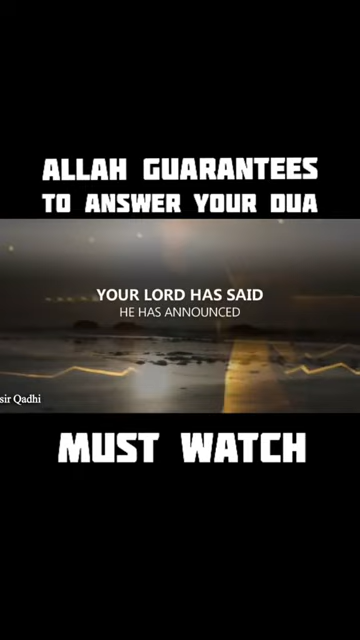 ALLAH GUARANTEES
TO ANSWER YOUR DUA
YOUR LORD HAS SAID
HE HAS ANNOUNCED
sir Qadhi
MUST WATCH